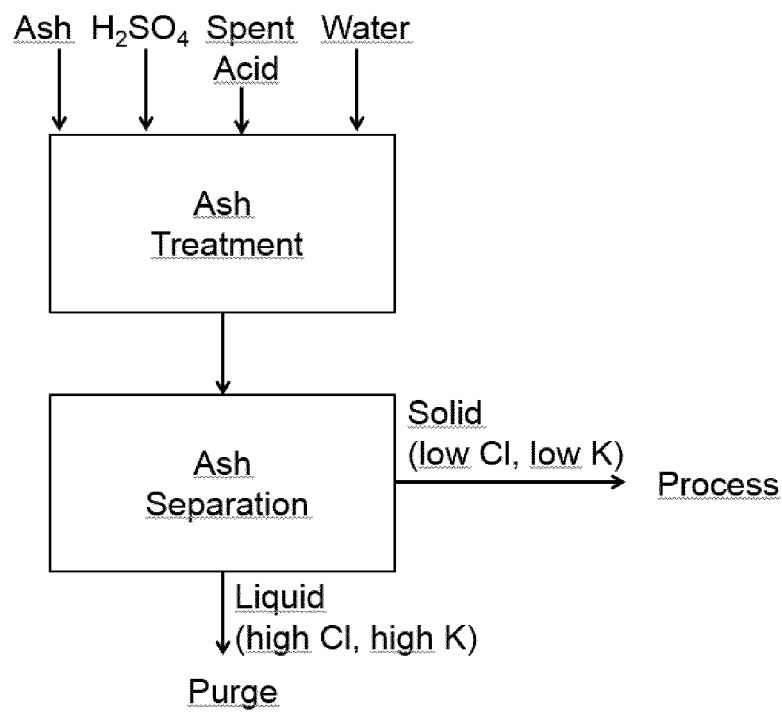 Ash H₂SO₄ Spent Acid Water
Ash
Treatment
Ash
Separation
Solid
(low Cl, low K)
Process
Liquid
(high Cl, high K)
Purge